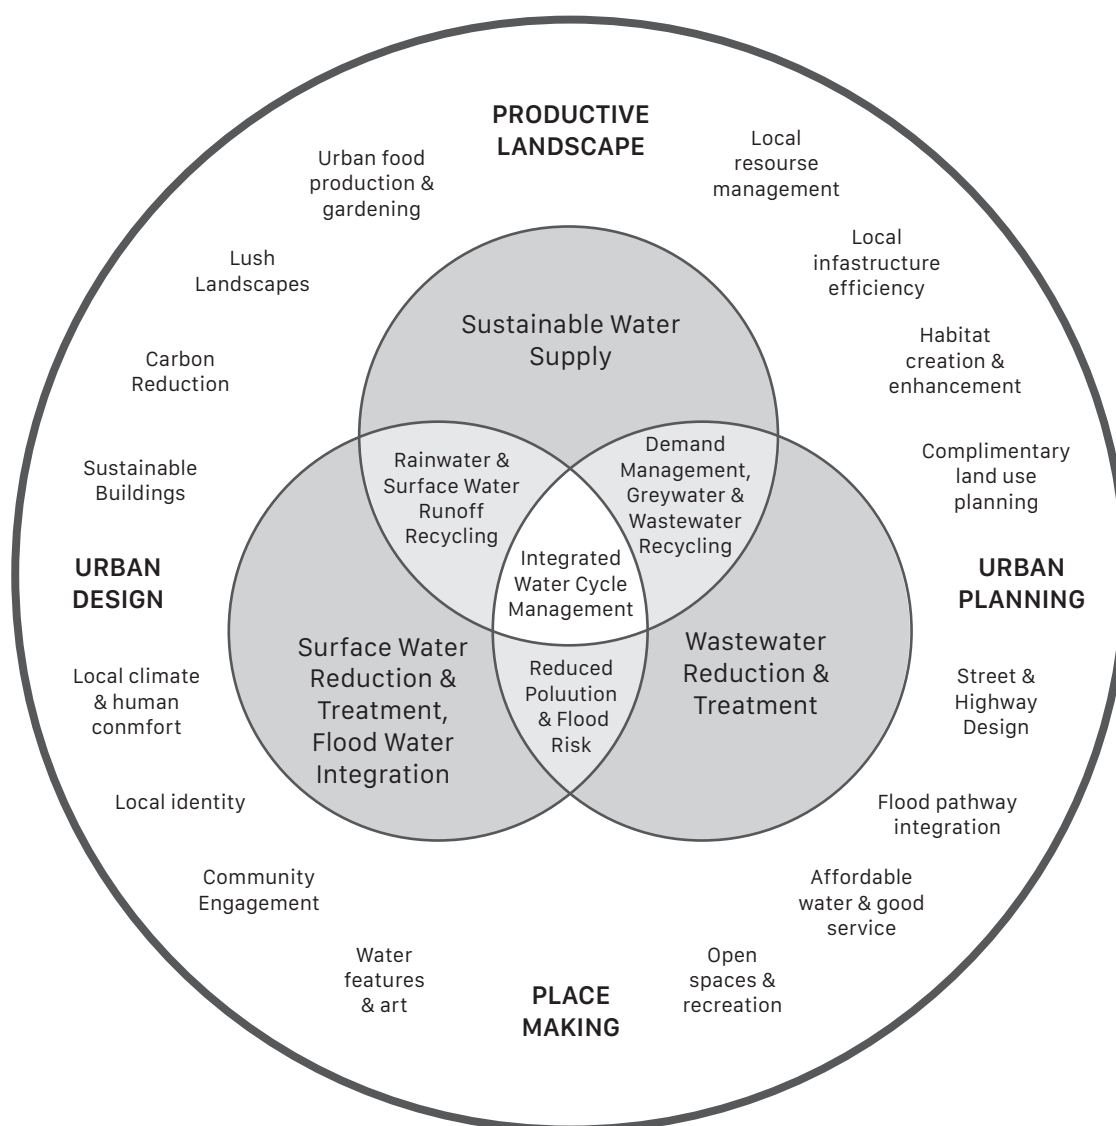 PRODUCTIVE
LANDSCAPE
Local
resourse
management
Urban food
production &
gardening
Local
infastructure
efficiency
Lush
Landscapes
Habitat
creation &
enhancement
Carbon
Reduction
Sustainable Water
Supply
Complimentary
land use
planning
Sustainable
Buildings
Rainwater &
Surface Water
Runoff
Recycling
Demand
Management,
Greywater &
Wastewater
Recycling
Integrated
Water Cycle
Management
URBAN
DESIGN
URBAN
PLANNING
Surface Water
Reduction &
Treatment,
Flood Water
Integration
Wastewater
Reduction &
Treatment
Reduced
Poluution
& Flood
Risk
Local climate
& human
conmfort
Street &
Highway
Design
Local identity
Flood pathway
integration
Community
Engagement
Affordable
water & good
service
Water
features
& art
Open
spaces &
recreation
PLACE
MAKING